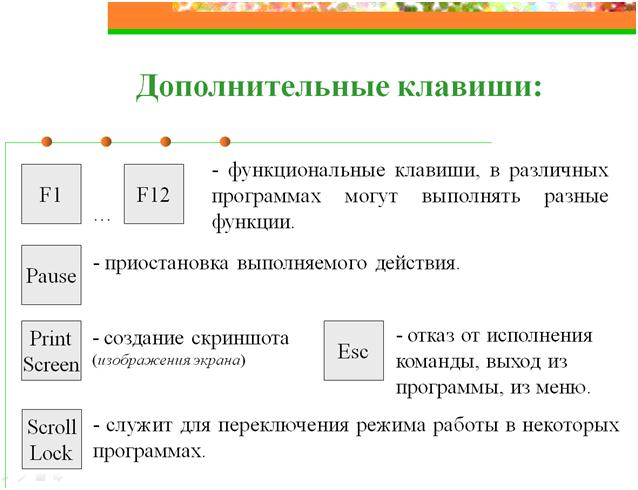 Дополнительные клавиши:
F1
…
F12
- функциональные клавиши, в различных
программах могут выполнять разные
функции.
Pause
- приостановка выполняемого действия.
Print
Screen
- создание скриншота
(изображения экрана)
Esc
- отказ от исполнения
команды, выход из
программы, из меню.
Scroll
Lock
- служит для переключения режима работы в некоторых
программах.